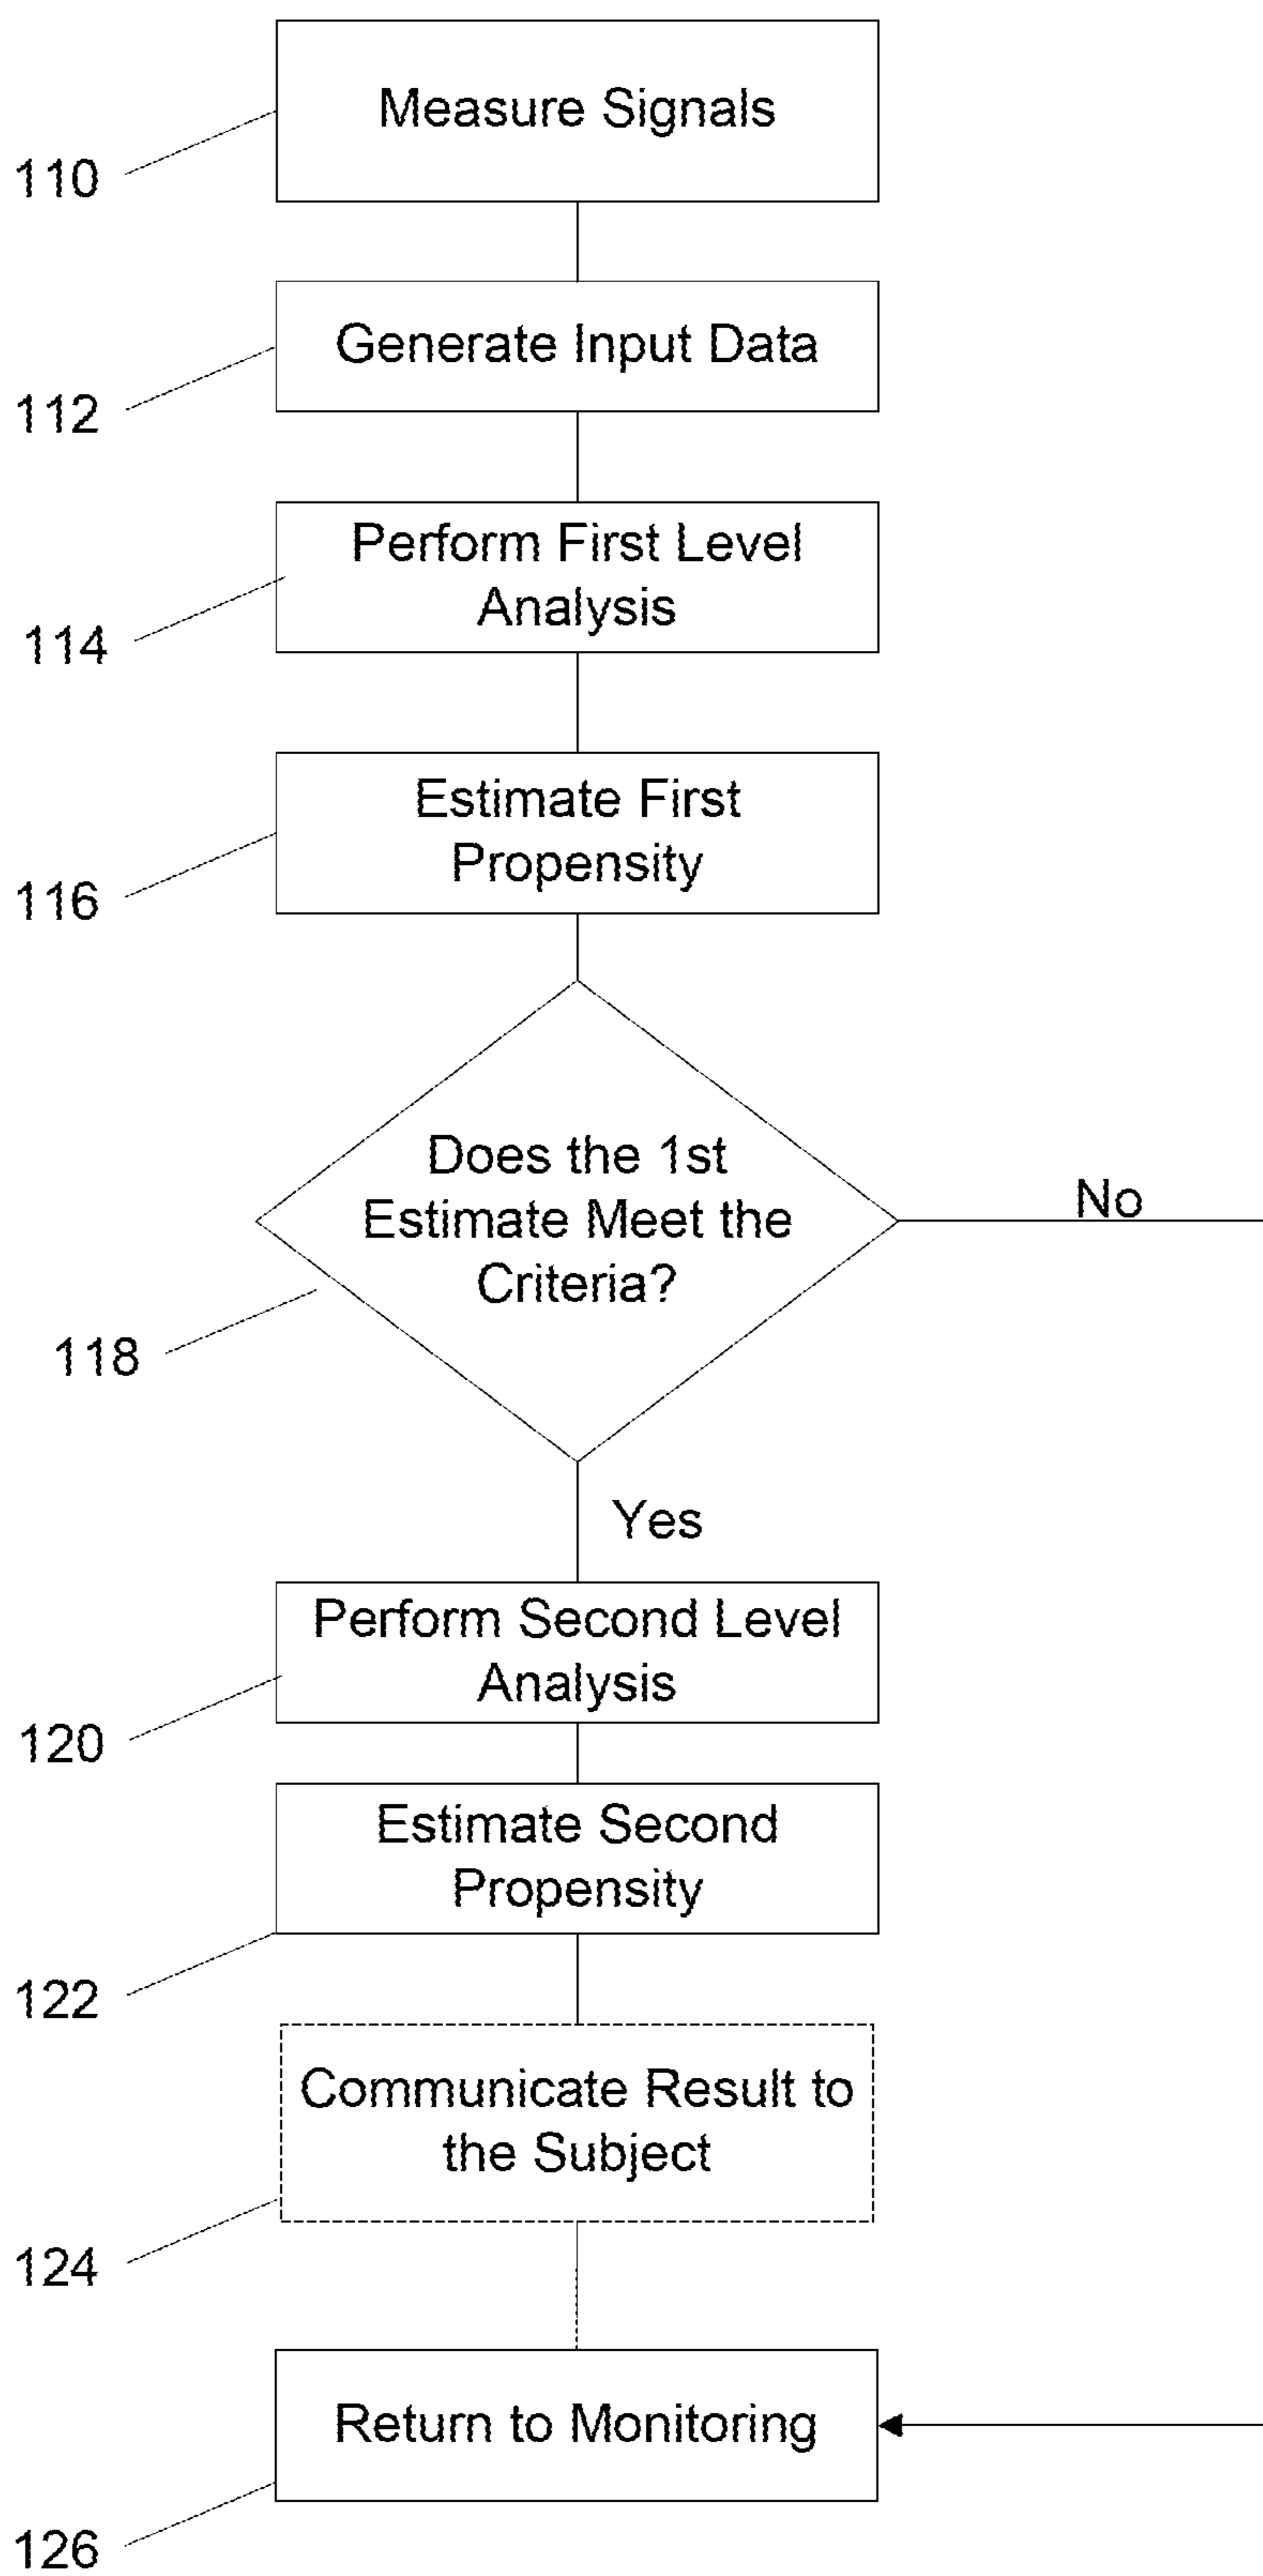 Measure Signals
110
Generate Input Data
112
Perform First Level
Analysis
114
Estimate First
Propensity
116
Does the 1st
Estimate Meet the
Criteria?
No
118
Yes
Perform Second Level
Analysis
120
Estimate Second
Propensity
122
Communicate Result to
the Subject
124
Return to Monitoring
126